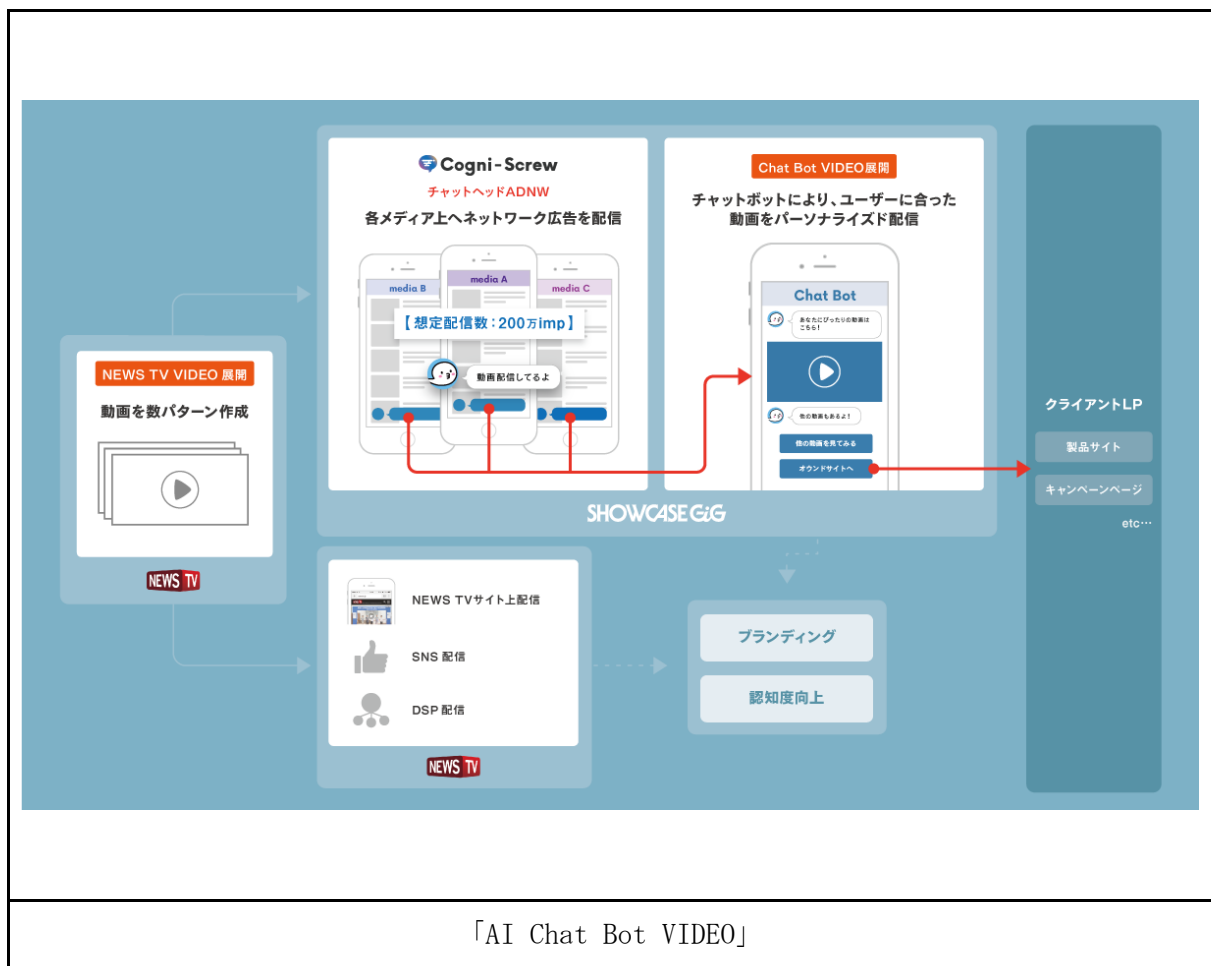 Cogni-Screw
チャットヘッドADNW
各メディア上へネットワーク広告を配信
media B
media A
media C
【想定配信数：200万imp】
動画配信してるよ
Chat Bot VIDEO展開
チャットボットにより、ユーザーに合った
動画をパーソナライズド配信
Chat Bot
あなたにぴったりの動画は
こちら！
他の動画もあるよ！
他の動画を見てみる
オウンドサイトへ
SHOWCASE GiG
NEWS TV VIDEO 展開
動画を数パターン作成
NEWS TV
クライアントLP
製品サイト
キャンペーンページ
etc…
NEWS TVサイト上配信
SNS 配信
DSP 配信
NEWS TV
ブランディング
認知度向上
「AI Chat Bot VIDEO」